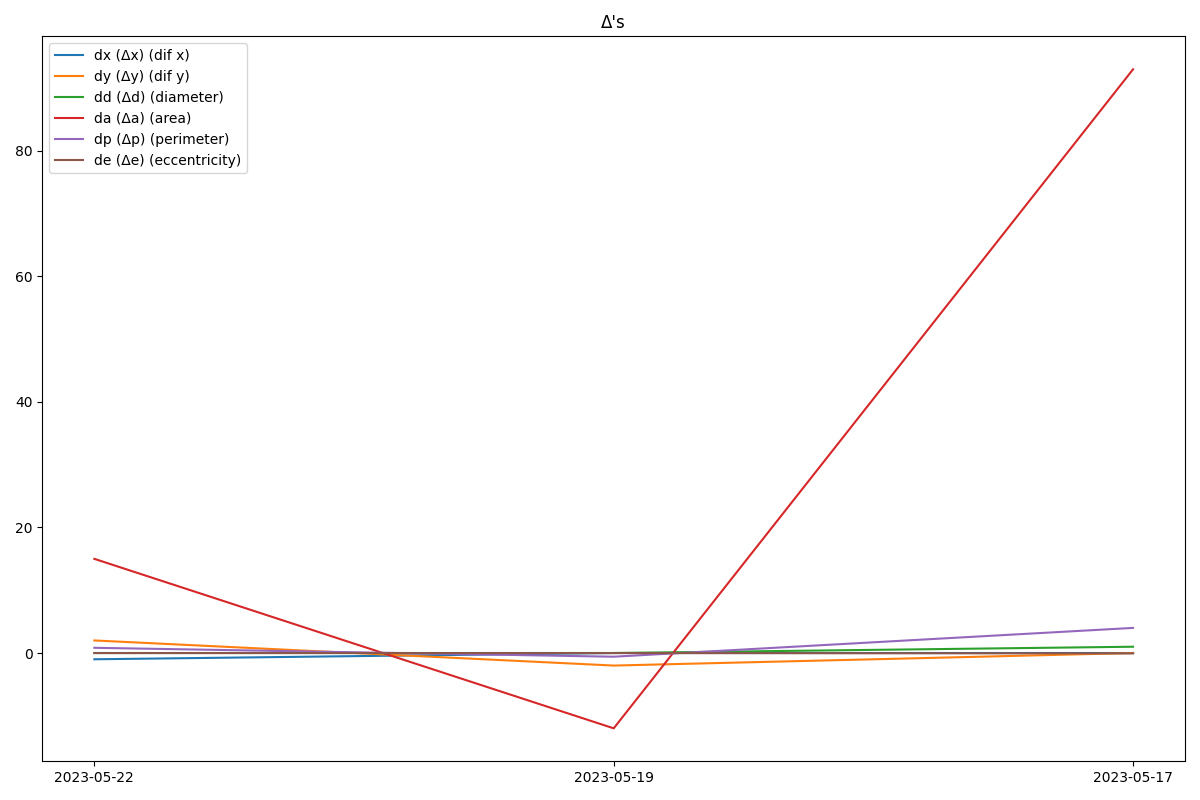 Δ's
dx (Δx) (dif x)
dy (Δy) (dif y)
dd (Δd) (diameter)
da (Δa) (area)
dp (Δp) (perimeter)
de (Δe) (eccentricity)
80
60
40
20
0
2023-05-22 2023-05-19 2023-05-17